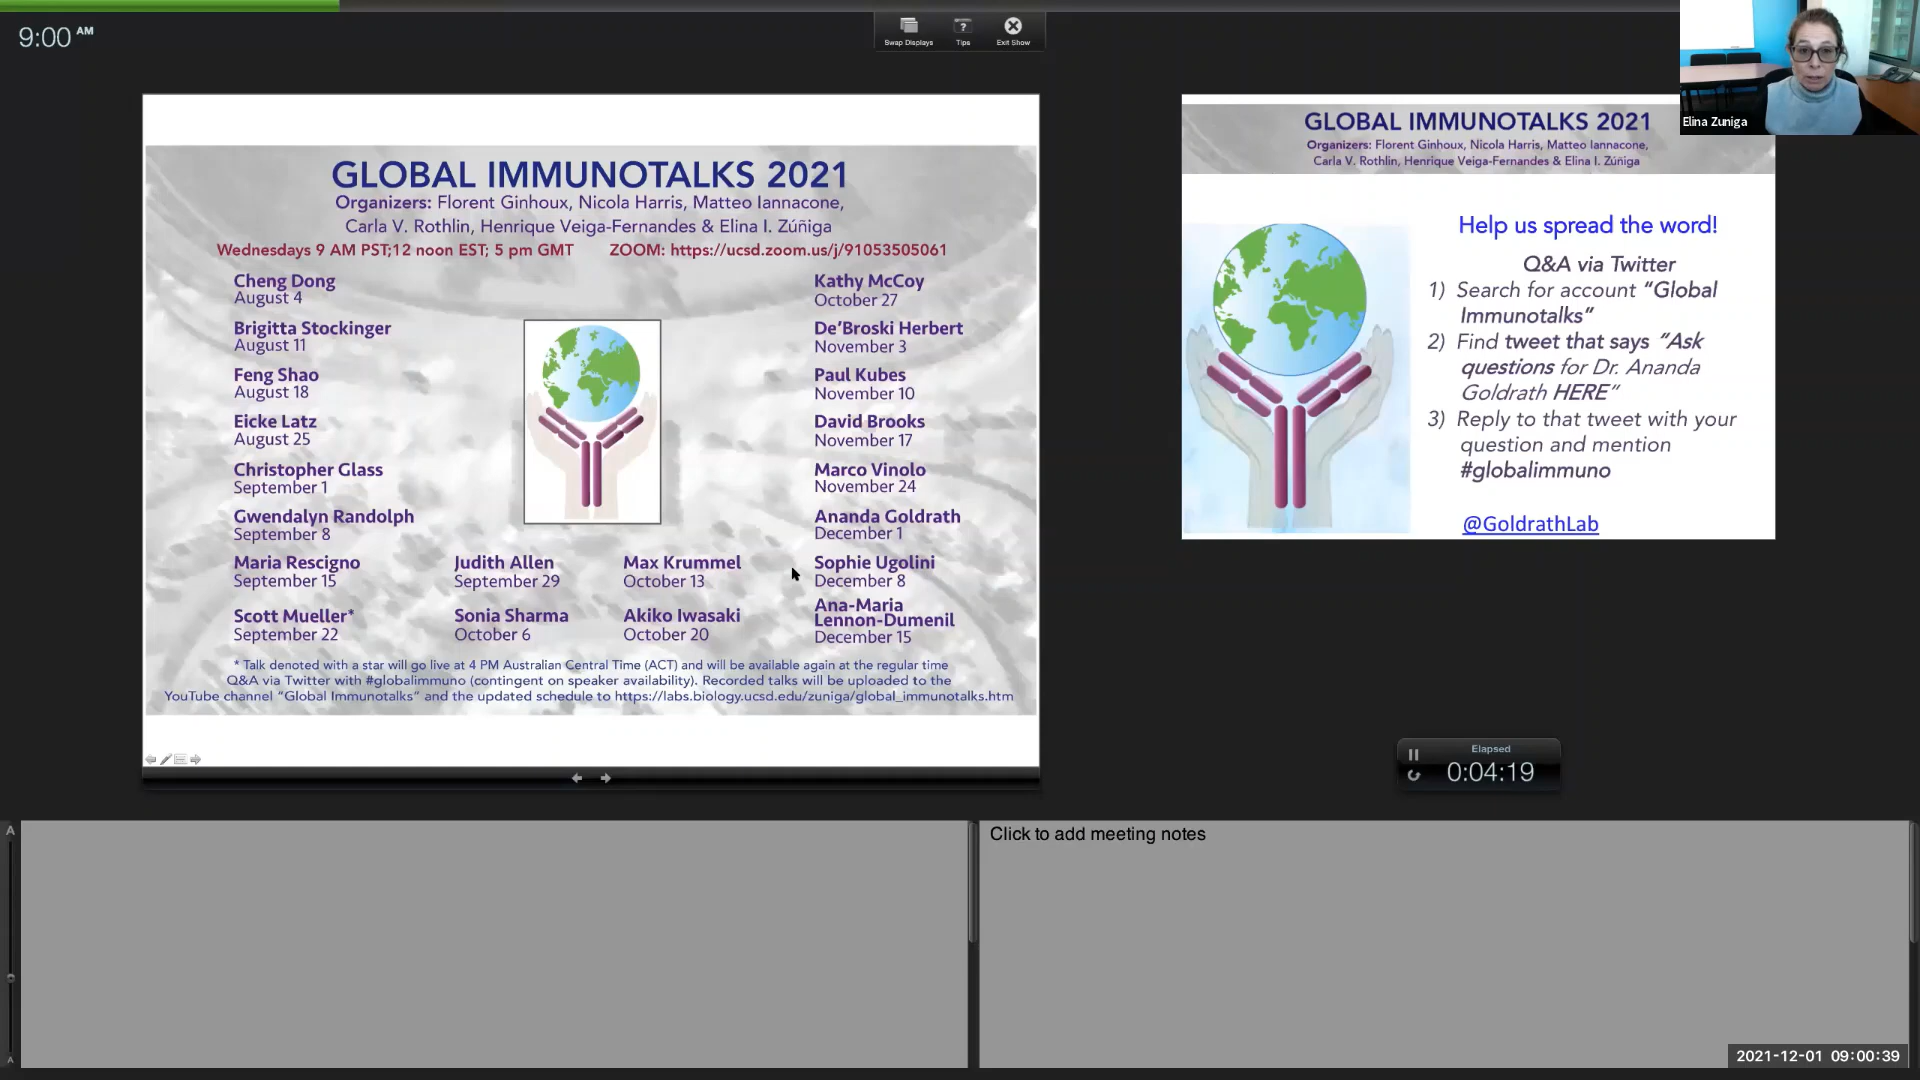 9:00 AM
Swap Displays
Tips
Exit Show
Elina Zuniga
GLOBAL IMMUNOTALKS 2021
Organizers: Florent Ginhoux, Nicola Harris, Matteo Iannacone,
Carla V. Rothlin, Henrique Veiga-Fernandes & Elina I. Zúñiga
Wednesdays 9 AM PST;12 noon EST; 5 pm GMT
ZOOM: https://ucsd.zoom.us/j/91053505061
Cheng Dong
August 4
Brigitta Stockinger
August 11
Feng Shao
August 18
Eicke Latz
August 25
Christopher Glass
September 1
Gwendalyn Randolph
September 8
Maria Rescigno
September 15
Scott Mueller*
September 22
Judith Allen
September 29
Sonia Sharma
October 6
Max Krummel
October 13
Akiko Iwasaki
October 20
Kathy McCoy
October 27
De’Broski Herbert
November 3
Paul Kubes
November 10
David Brooks
November 17
Marco Vinolo
November 24
Ananda Goldrath
December 1
Sophie Ugolini
December 8
Ana-Maria
Lennon-Dumenil
December 15
* Talk denoted with a star will go live at 4 PM Australian Central Time (ACT) and will be available again at the regular time
Q&A via Twitter with #globalimmuno (contingent on speaker availability). Recorded talks will be uploaded to the
YouTube channel “Global Immunotalks” and the updated schedule to https://labs.biology.ucsd.edu/zuniga/global_immunotalks.htm
GLOBAL IMMUNOTALKS 2021
Organizers: Florent Ginhoux, Nicola Harris, Matteo Iannacone,
Carla V. Rothlin, Henrique Veiga-Fernandes & Elina I. Zúñiga
Help us spread the word!
Q&A via Twitter
1) Search for account “Global
Immunotalks”
2) Find tweet that says “Ask
questions for Dr. Ananda
Goldrath HERE”
3) Reply to that tweet with your
question and mention
#globalimmuno
@GoldrathLab
Elapsed
0:04:19
A
A
Click to add meeting notes
2021-12-01 09:00:39